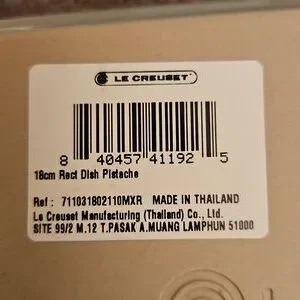 LE CREUSET
8 40457 41192 5
18cm Rect Dish Pistache
Ref : 711031802110MXR MADE IN THAILAND
Le Creuset Manufacturing (Thailand) Co., Ltd.
SITE 99/2 M.12 T.PASAK A.MUANG LAMPHUN 51000